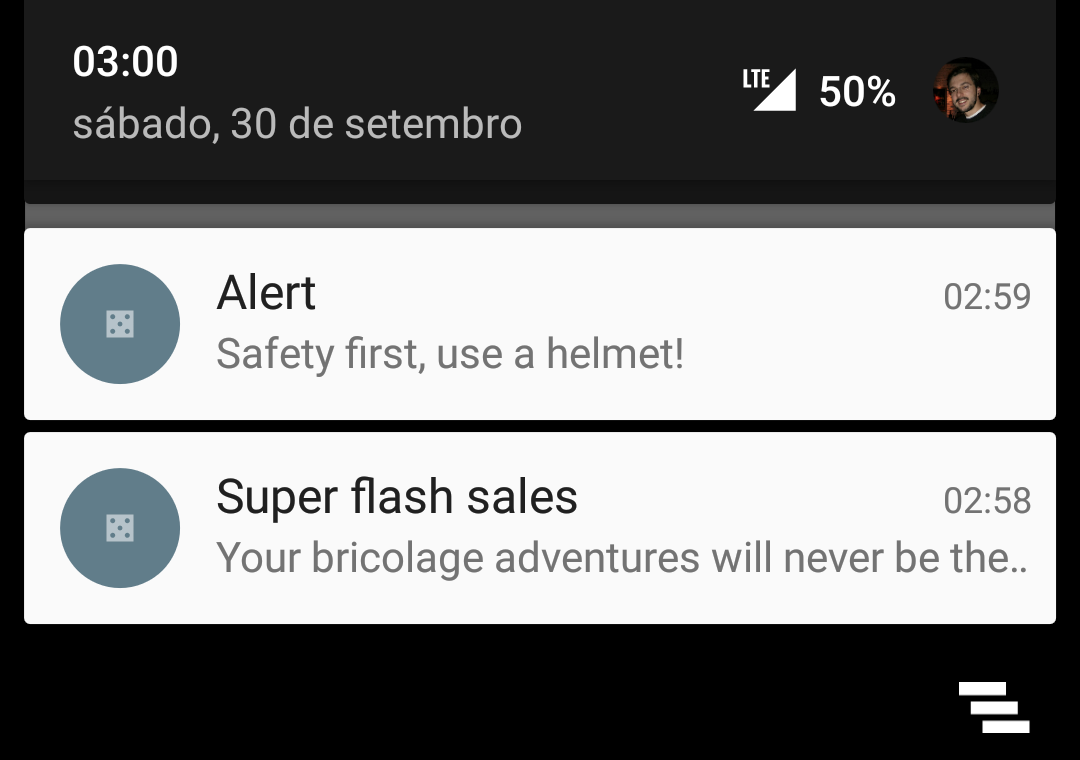 03:00
LTE 50%
sábado, 30 de setembro
Alert 02:59
Safety first, use a helmet!
Super flash sales 02:58
Your bricolage adventures will never be the..